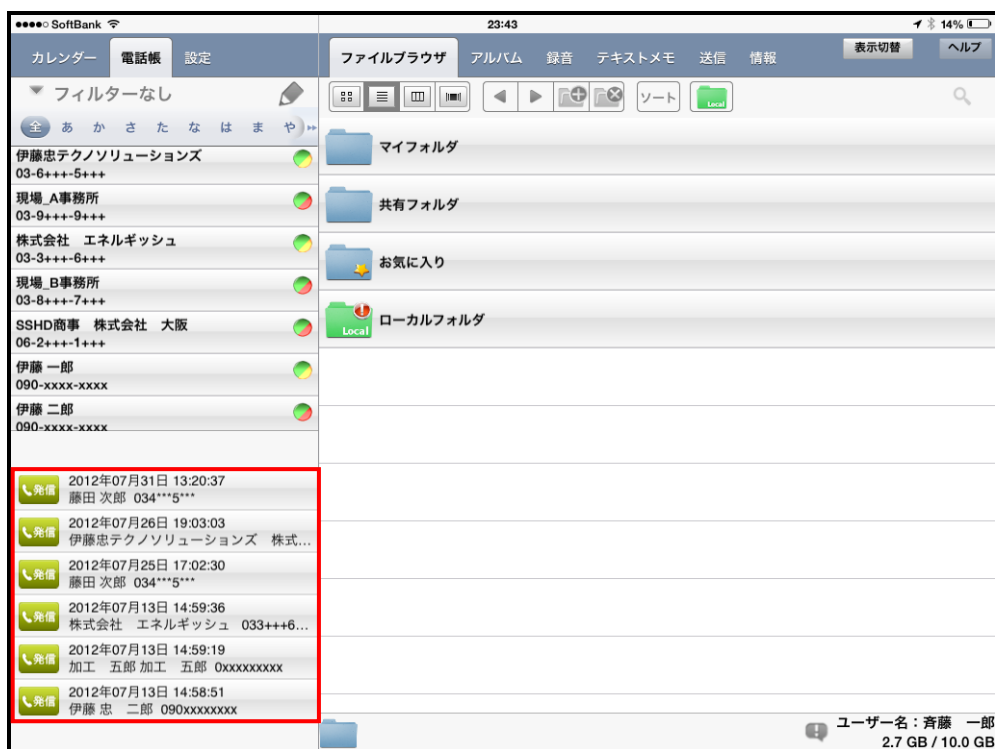 SoftBank
23:43
14%
カレンダー 電話帳 設定
フィルターなし
全 あ か さ た な は ま や
伊藤忠テクノソリューションズ
03-6+++-5+++
現場_A事務所
03-9+++-9+++
株式会社　エネルギッシュ
03-3+++-6+++
現場_B事務所
03-8+++-7+++
SSHD商事　株式会社　大阪
06-2+++-1+++
伊藤 一郎
090-xxxx-xxxx
伊藤 二郎
090-xxxx-xxxx
発信 2012年07月31日 13:20:37
藤田 次郎 034***5***
発信 2012年07月26日 19:03:03
伊藤忠テクノソリューションズ　株式...
発信 2012年07月25日 17:02:30
藤田 次郎 034***5***
発信 2012年07月13日 14:59:36
株式会社　エネルギッシュ 033+++6...
発信 2012年07月13日 14:59:19
加工　五郎 加工　五郎 0xxxxxxxxx
発信 2012年07月13日 14:58:51
伊藤 忠　二郎 090xxxxxxxx
ファイルブラウザ アルバム 録音 テキストメモ 送信 情報 表示切替 ヘルプ
ソート Local
マイフォルダ
共有フォルダ
お気に入り
Local ローカルフォルダ
ユーザー名：斉藤　一郎
2.7 GB / 10.0 GB